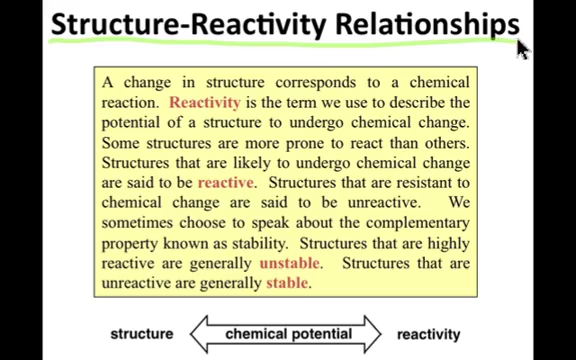 Structure-Reactivity Relationships
A change in structure corresponds to a chemical
reaction. Reactivity is the term we use to describe the
potential of a structure to undergo chemical change.
Some structures are more prone to react than others.
Structures that are likely to undergo chemical change
are said to be reactive. Structures that are resistant to
chemical change are said to be unreactive. We
sometimes choose to speak about the complementary
property known as stability. Structures that are highly
reactive are generally unstable. Structures that are
unreactive are generally stable.
structure chemical potential reactivity